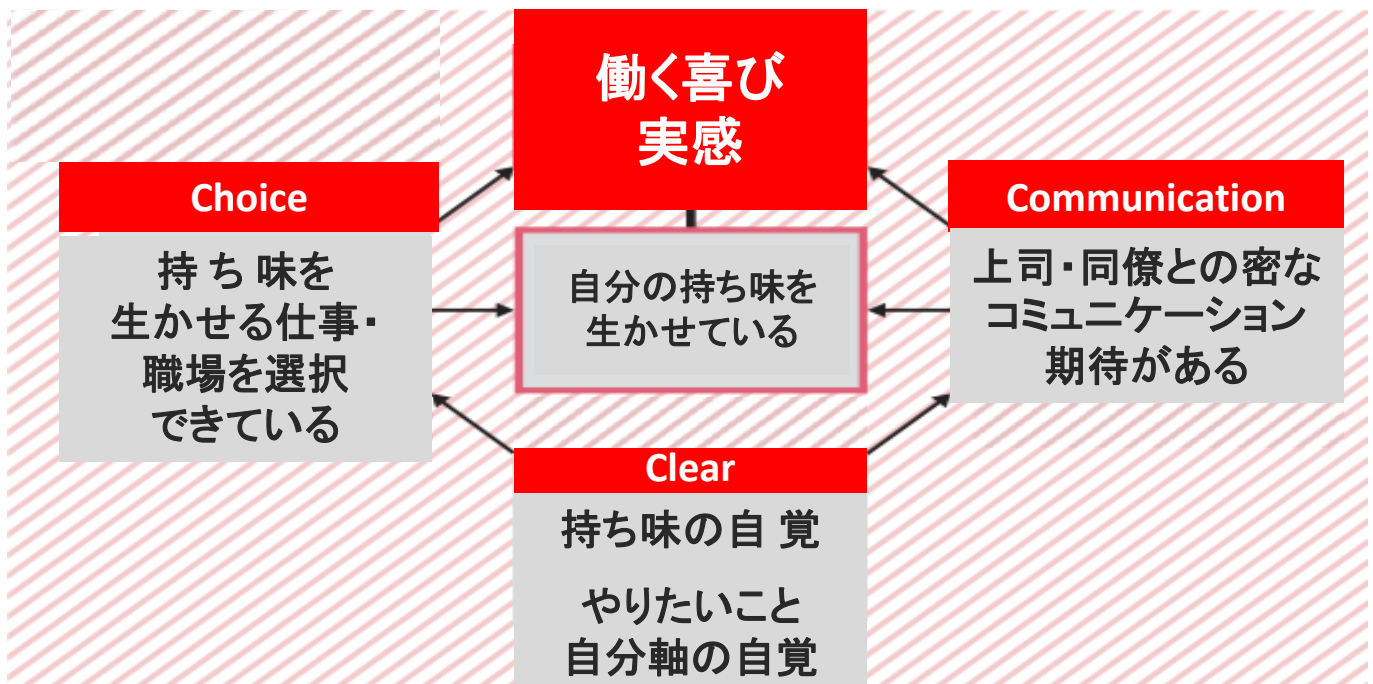 働く喜び
実感
Choice
持ち味を
生かせる仕事・
職場を選択
できている
自分の持ち味を
生かせている
Communication
上司・同僚との密な
コミュニケーション
期待がある
Clear
持ち味の自覚
やりたいこと
自分軸の自覚